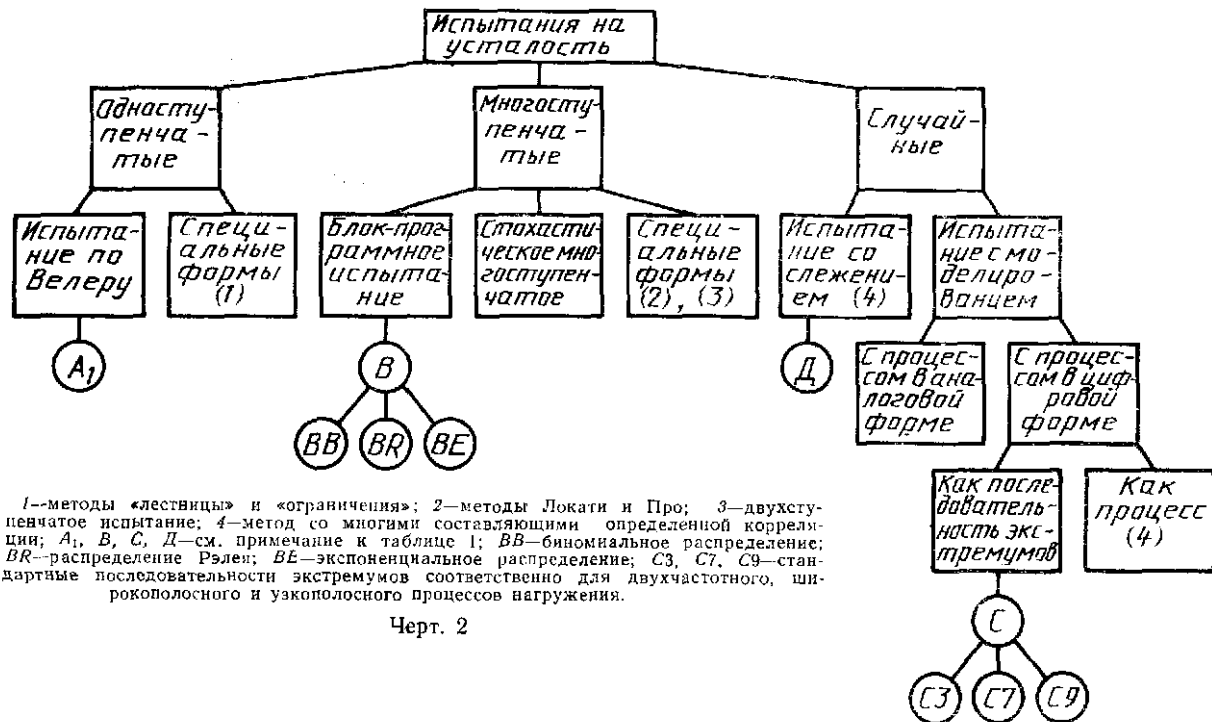 Испытания на
усталость
Одноступен-
чатые
Многосту-
пенча-
тые
Случай-
ные
Испыта-
ние по
Велеру
Специ-
альные
формы
(1)
Блок-прог-
раммное
испыта-
ние
Стохасти-
ческое мно-
гоступен-
чатое
Специ-
альные
формы
(2), (3)
Испыта-
ние со
слежени-
ем (4)
Испыта-
ние с мо-
делиро-
ванием
A1
B
Д
BB
BR
BE
С процес-
сом в ана-
логовой
форме
С процес-
сом в циф-
ровой
форме
Как после-
дователь-
ность экс-
тремумов
Как
процесс
(4)
C
C3
C7
C9
1—методы «лестницы» и «ограничения»; 2—методы Локати и Про; 3—двухсту-
пенчатое испытание; 4—метод со многими составляющими определенной корреля-
ции; A1, B, C, Д—см. примечание к таблице 1; BB—биномиальное распределение;
BR—распределение Рэлея; BE—экспоненциальное распределение; C3, C7, C9—стан-
дартные последовательности экстремумов соответственно для двухчастотного, ши-
рокополосного и узкополосного процессов нагружения.
Черт. 2